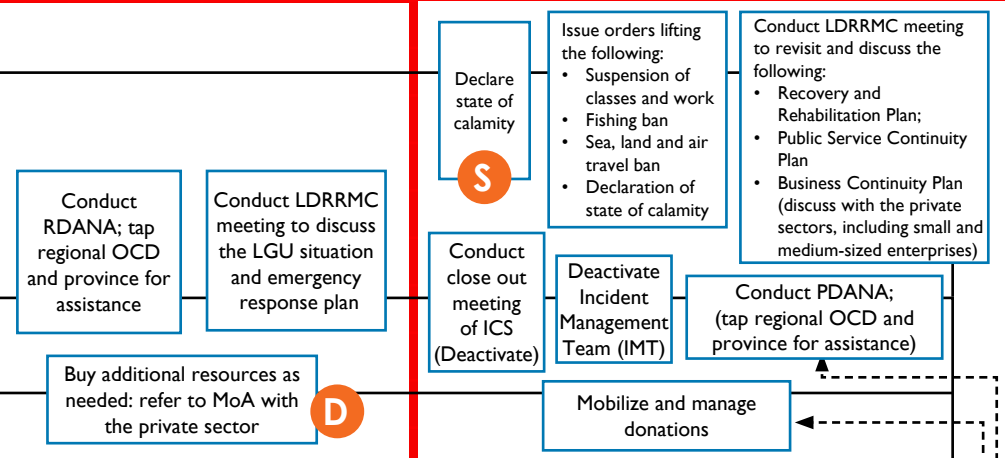 Declare
state of
calamity
S
Issue orders lifting
the following:
• Suspension of
classes and work
• Fishing ban
• Sea, land and air
travel ban
• Declaration of
state of calamity
Conduct LDRRMC meeting
to revisit and discuss the
following:
• Recovery and
Rehabilitation Plan;
• Public Service Continuity
Plan
• Business Continuity Plan
(discuss with the private
sectors, including small and
medium-sized enterprises)
Conduct
RDANA; tap
regional OCD
and province for
assistance
Conduct LDRRMC
meeting to discuss
the LGU situation
and emergency
response plan
Conduct
close out
meeting
of ICS
(Deactivate)
Deactivate
Incident
Management
Team (IMT)
Conduct PDANA;
(tap regional OCD and
province for assistance)
Buy additional resources as
needed: refer to MoA with
the private sector
D
Mobilize and manage
donations